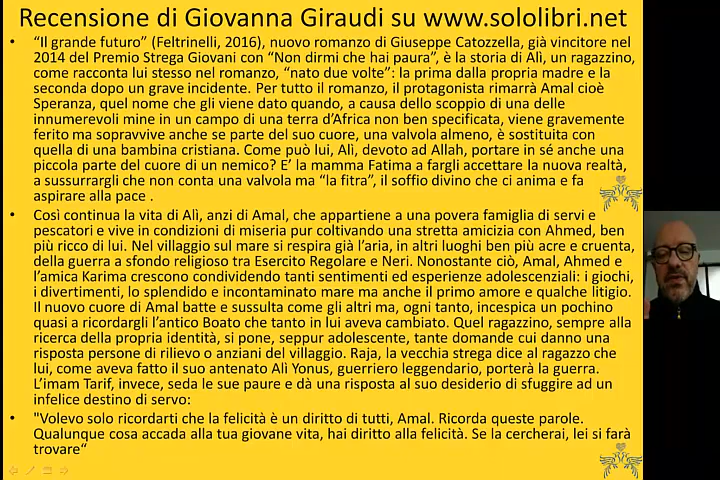 Recensione di Giovanna Giraudi su www.sololibri.net
• “Il grande futuro” (Feltrinelli, 2016), nuovo romanzo di Giuseppe Catozzella, già vincitore nel
2014 del Premio Strega Giovani con “Non dirmi che hai paura”, è la storia di Alì, un ragazzino,
come racconta lui stesso nel romanzo, “nato due volte”: la prima dalla propria madre e la
seconda dopo un grave incidente. Per tutto il romanzo, il protagonista rimarrà Amal cioè
Speranza, quel nome che gli viene dato quando, a causa dello scoppio di una delle
innumerevoli mine in un campo di una terra d’Africa non ben specificata, viene gravemente
ferito ma sopravvive anche se parte del suo cuore, una valvola almeno, è sostituita con
quella di una bambina cristiana. Come può lui, Alì, devoto ad Allah, portare in sé anche una
piccola parte del cuore di un nemico? E’ la mamma Fatima a fargli accettare la nuova realtà,
a sussurrargli che non conta una valvola ma “la fitra”, il soffio divino che ci anima e fa
aspirare alla pace .
• Così continua la vita di Alì, anzi di Amal, che appartiene a una povera famiglia di servi e
pescatori e vive in condizioni di miseria pur coltivando una stretta amicizia con Ahmed, ben
più ricco di lui. Nel villaggio sul mare si respira già l’aria, in altri luoghi ben più acre e cruenta,
della guerra a sfondo religioso tra Esercito Regolare e Neri. Nonostante ciò, Amal, Ahmed e
l’amica Karima crescono condividendo tanti sentimenti ed esperienze adolescenziali: i giochi,
i divertimenti, lo splendido e incontaminato mare ma anche il primo amore e qualche litigio.
Il nuovo cuore di Amal batte e sussulta come gli altri ma, ogni tanto, incespica un pochino
quasi a ricordargli l’antico Boato che tanto in lui aveva cambiato. Quel ragazzino, sempre alla
ricerca della propria identità, si pone, seppur adolescente, tante domande cui danno una
risposta persone di rilievo o anziani del villaggio. Raja, la vecchia strega dice al ragazzo che
lui, come aveva fatto il suo antenato Alì Yonus, guerriero leggendario, porterà la guerra.
L’imam Tarif, invece, seda le sue paure e dà una risposta al suo desiderio di sfuggire ad un
infelice destino di servo:
• "Volevo solo ricordarti che la felicità è un diritto di tutti, Amal. Ricorda queste parole.
Qualunque cosa accada alla tua giovane vita, hai diritto alla felicità. Se la cercherai, lei si farà
trovare“